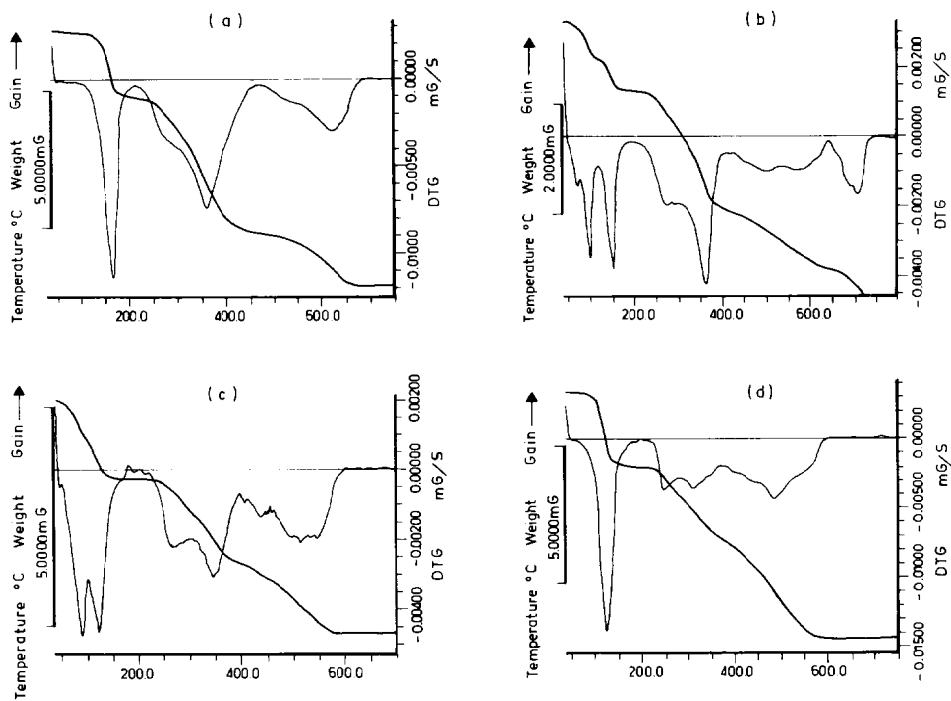 ( a )
Temperature °C Weight Gain
5.0000mG
0.00000
-0.00500
-0.01000
DTG mG/S
200.0 400.0 600.0
( b )
Temperature °C Weight Gain
2.0000mG
0.00200
0.00000
-0.00200
-0.00400
DTG mG/S
200.0 400.0 600.0
( c )
Temperature °C Weight Gain
5.0000mG
0.00200
0.00000
-0.00200
-0.00400
DTG mG/S
200.0 400.0 600.0
( d )
Temperature °C Weight Gain
5.0000mG
0.00000
-0.00500
-0.01000
-0.01500
DTG mG/S
200.0 400.0 600.0